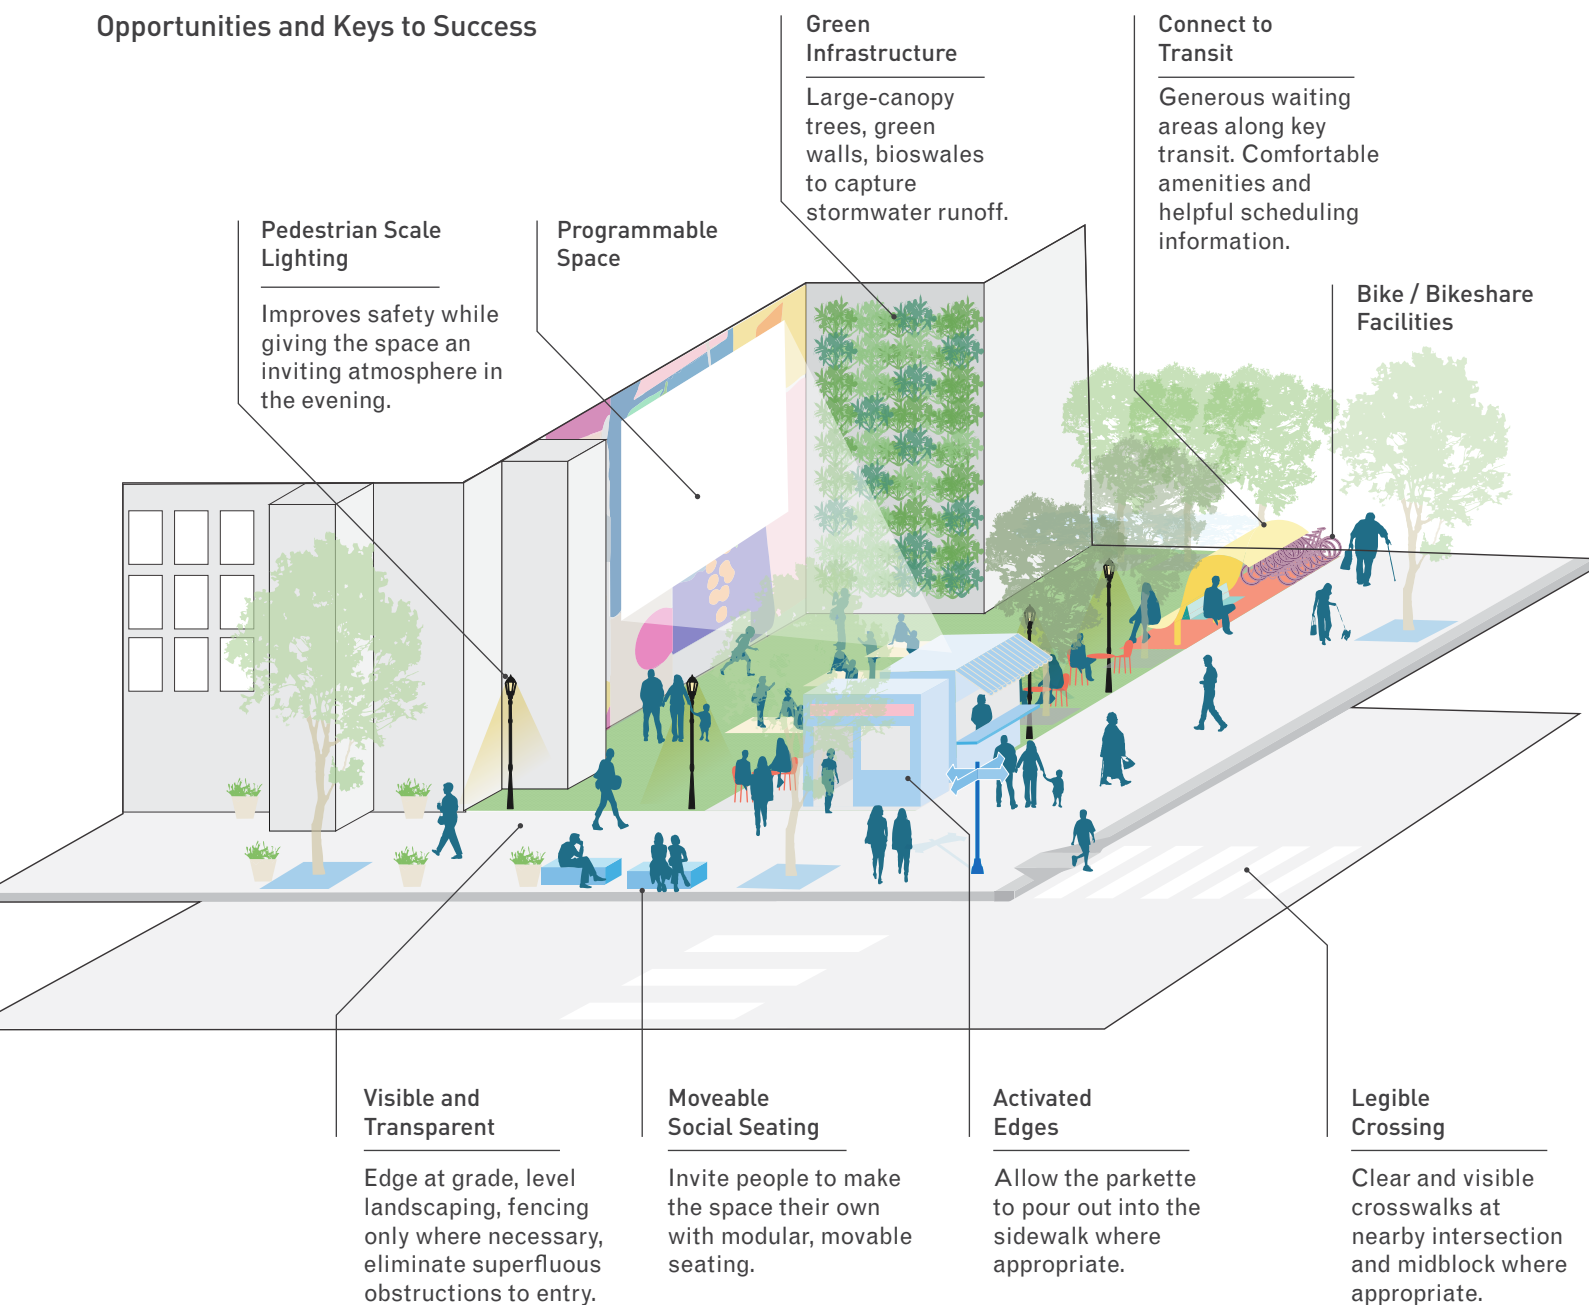 Opportunities and Keys to Success
Green
Infrastructure
Large-canopy
trees, green
walls, bioswales
to capture
stormwater runoff.
Connect to
Transit
Generous waiting
areas along key
transit. Comfortable
amenities and
helpful scheduling
information.
Pedestrian Scale
Lighting
Improves safety while
giving the space an
inviting atmosphere in
the evening.
Programmable
Space
Bike / Bikeshare
Facilities
Visible and
Transparent
Edge at grade, level
landscaping, fencing
only where necessary,
eliminate superfluous
obstructions to entry.
Moveable
Social Seating
Invite people to make
the space their own
with modular, movable
seating.
Activated
Edges
Allow the parkette
to pour out into the
sidewalk where
appropriate.
Legible
Crossing
Clear and visible
crosswalks at
nearby intersection
and midblock where
appropriate.